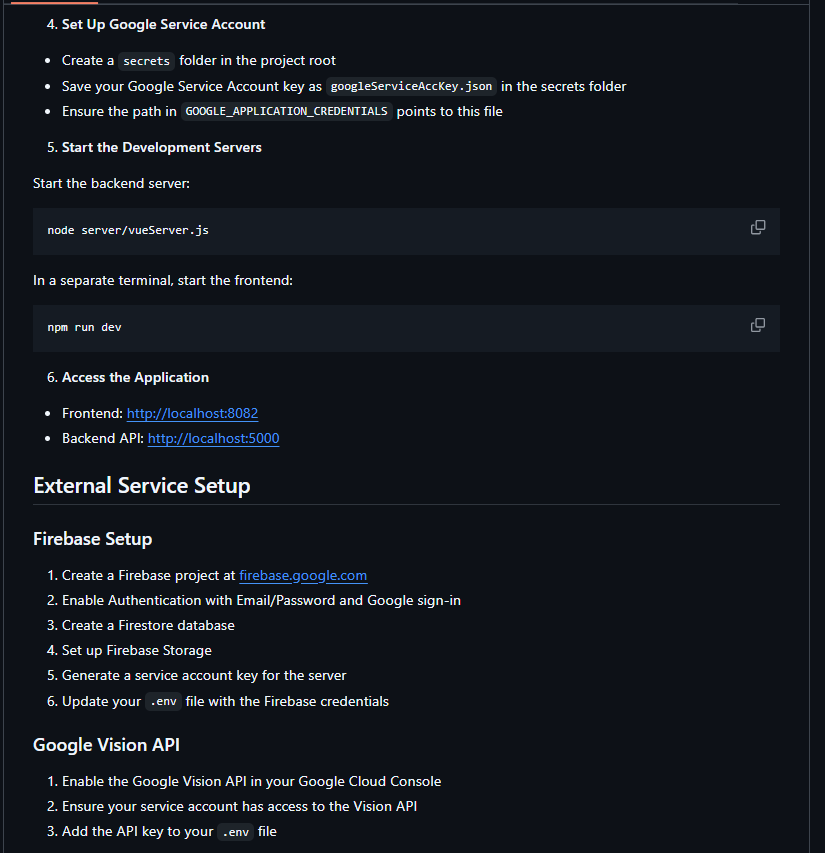 4. Set Up Google Service Account
• Create a secrets folder in the project root
• Save your Google Service Account key as googleServiceAccKey.json in the secrets folder
• Ensure the path in GOOGLE_APPLICATION_CREDENTIALS points to this file
5. Start the Development Servers
Start the backend server:
node server/vueServer.js
In a separate terminal, start the frontend:
npm run dev
6. Access the Application
• Frontend: http://localhost:8082
• Backend API: http://localhost:5000
External Service Setup
Firebase Setup
1. Create a Firebase project at firebase.google.com
2. Enable Authentication with Email/Password and Google sign-in
3. Create a Firestore database
4. Set up Firebase Storage
5. Generate a service account key for the server
6. Update your .env file with the Firebase credentials
Google Vision API
1. Enable the Google Vision API in your Google Cloud Console
2. Ensure your service account has access to the Vision API
3. Add the API key to your .env file